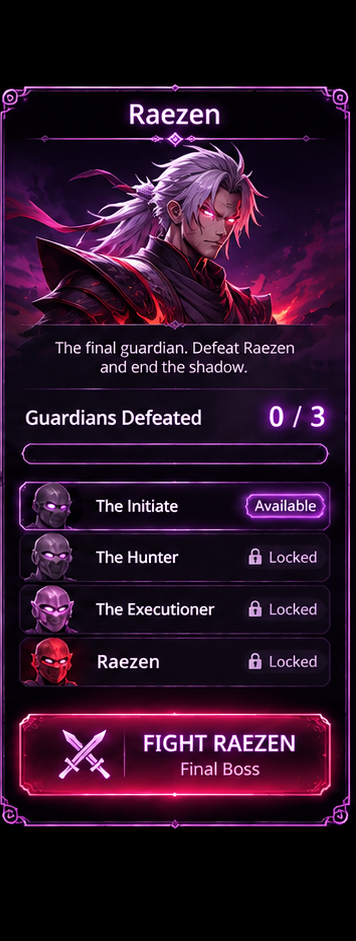 Raezen
The final guardian. Defeat Raezen
and end the shadow.
Guardians Defeated 0 / 3
The Initiate Available
The Hunter Locked
The Executioner Locked
Raezen Locked
FIGHT RAEZEN
Final Boss